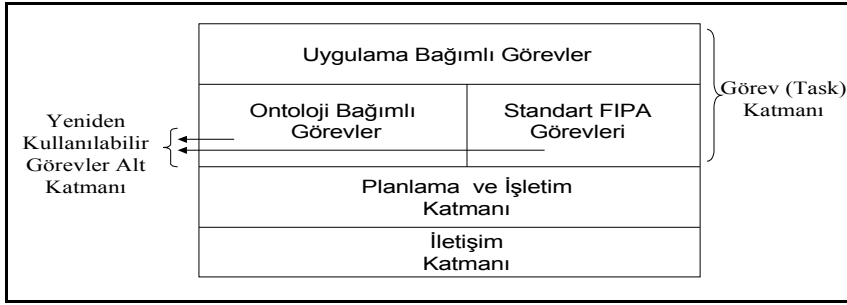 Uygulama Bağımlı Görevler
Ontoloji Bağımlı
Görevler
Standart FIPA
Görevleri
Planlama ve İşletim
Katmanı
İletişim
Katmanı
Yeniden
Kullanılabilir
Görevler Alt
Katmanı
Görev (Task)
Katmanı